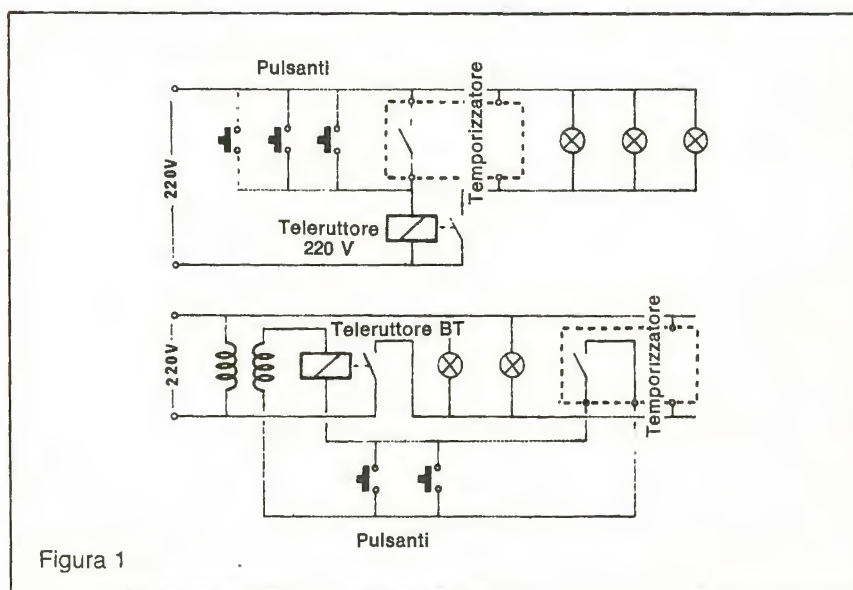 Pulsanti
Temporizzatore
220V
Teleruttore
220 V
Temporizzatore
Teleruttore BT
220V
Pulsanti
Figura 1